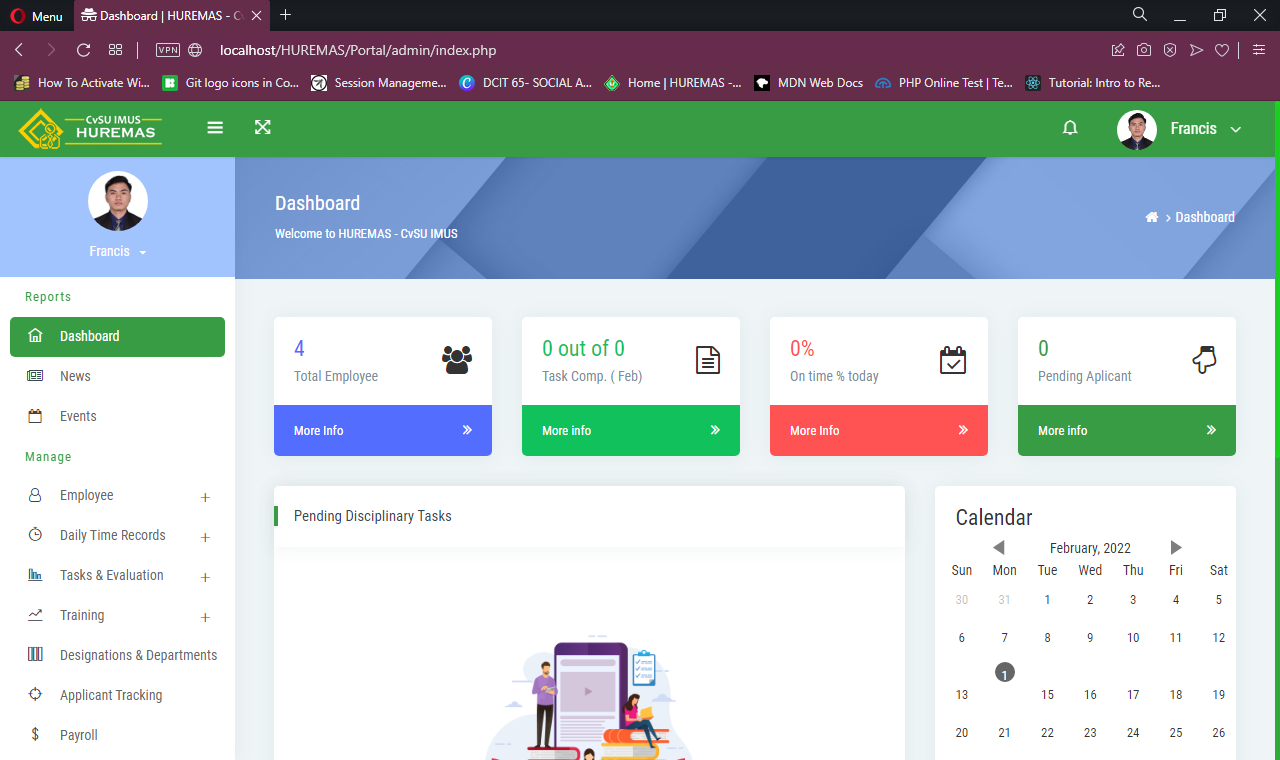 Menu
Dashboard | HUREMAS - C
VPN
localhost/HUREMAS/Portal/admin/index.php
How To Activate Wi...
Git logo icons in Co...
Session Manageme...
DCIT 65- SOCIAL A...
Home | HUREMAS -...
MDN Web Docs
PHP Online Test | Te...
Tutorial: Intro to Re...
CvSU IMUS
HUREMAS
Francis
Francis
Dashboard
Welcome to HUREMAS - CvSU IMUS
Dashboard
Reports
Dashboard
News
Events
Manage
Employee
Daily Time Records
Tasks & Evaluation
Training
Designations & Departments
Applicant Tracking
Payroll
4
Total Employee
More Info
0 out of 0
Task Comp. ( Feb)
More info
0%
On time % today
More Info
0
Pending Aplicant
More info
Pending Disciplinary Tasks
Calendar
February, 2022
Sun Mon Tue Wed Thu Fri Sat
30 31 1 2 3 4 5
6 7 8 9 10 11 12
13 1 15 16 17 18 19
20 21 22 23 24 25 26